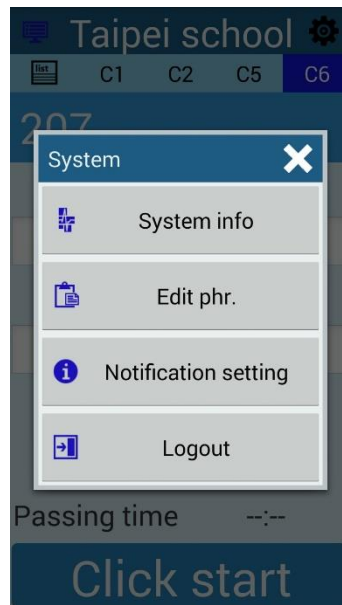 Taipei school
list C1 C2 C5 C6
207
System
System info
Edit phr.
Notification setting
Logout
Passing time --:--
Click start